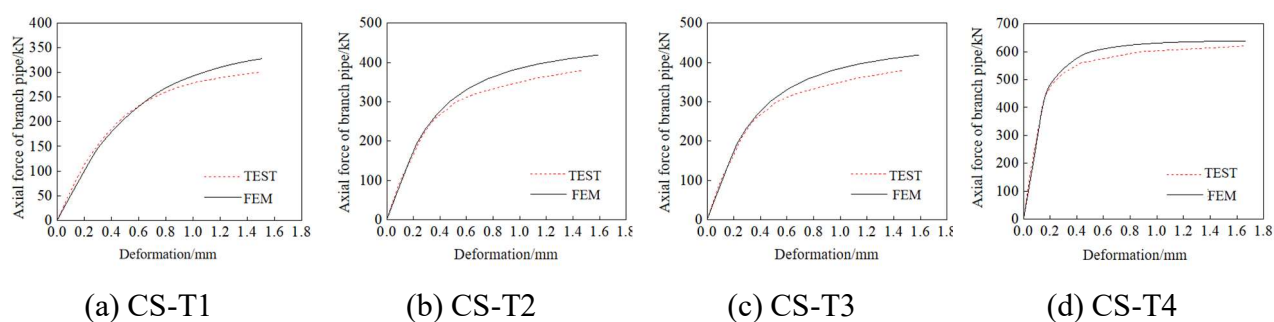 Axial force of branch pipe/kN
400
350
300
250
200
150
100
50
0
TEST
FEM
0.0 0.2 0.4 0.6 0.8 1.0 1.2 1.4 1.6 1.8
Deformation/mm
(a) CS-T1
Axial force of branch pipe/kN
500
400
300
200
100
0
TEST
FEM
0.0 0.2 0.4 0.6 0.8 1.0 1.2 1.4 1.6 1.8
Deformation/mm
(b) CS-T2
Axial force of branch pipe/kN
500
400
300
200
100
0
TEST
FEM
0.0 0.2 0.4 0.6 0.8 1.0 1.2 1.4 1.6 1.8
Deformation/mm
(c) CS-T3
Axial force of branch pipe/kN
700
600
500
400
300
200
100
0
TEST
FEM
0.0 0.2 0.4 0.6 0.8 1.0 1.2 1.4 1.6 1.8
Deformation/mm
(d) CS-T4